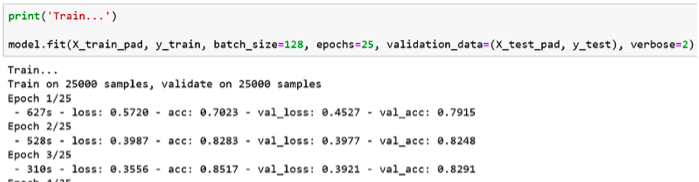 print('Train...')
model.fit(X_train_pad, y_train, batch_size=128, epochs=25, validation_data=(X_test_pad, y_test), verbose=2)
Train...
Train on 25000 samples, validate on 25000 samples
Epoch 1/25
 - 627s - loss: 0.5720 - acc: 0.7023 - val_loss: 0.4527 - val_acc: 0.7915
Epoch 2/25
 - 528s - loss: 0.3987 - acc: 0.8283 - val_loss: 0.3977 - val_acc: 0.8248
Epoch 3/25
 - 310s - loss: 0.3556 - acc: 0.8517 - val_loss: 0.3921 - val_acc: 0.8291